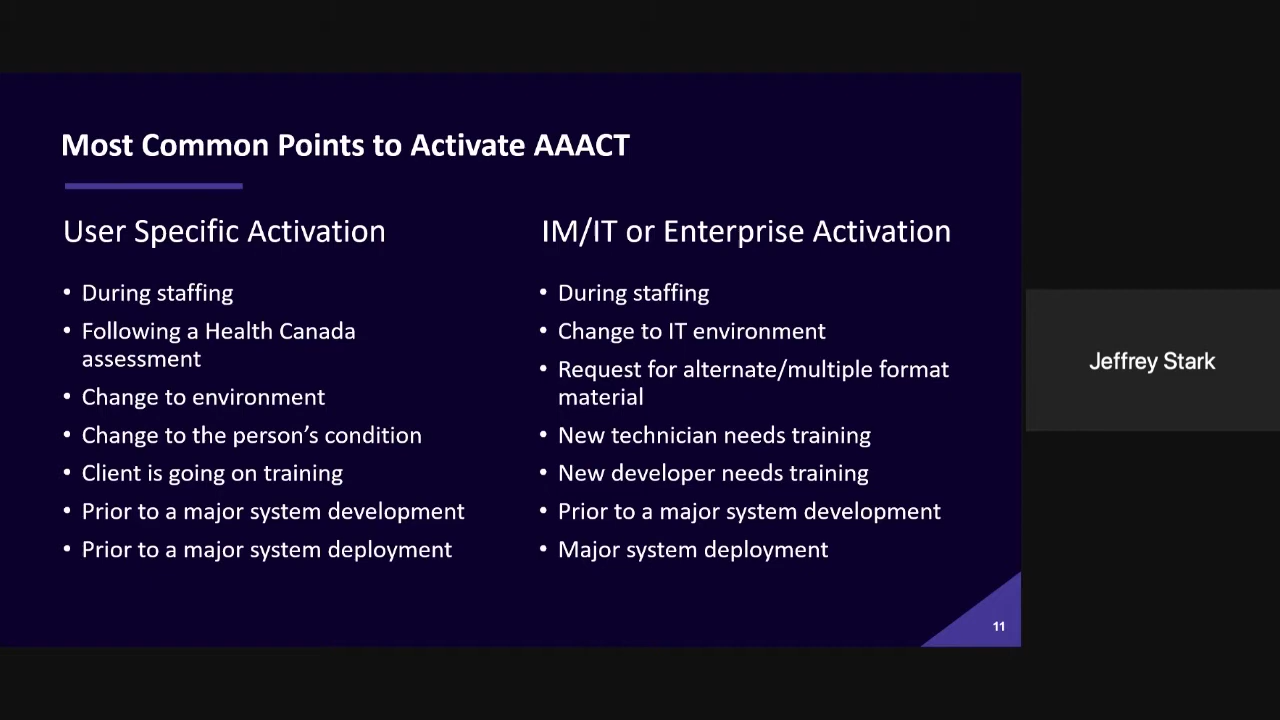 Most Common Points to Activate AAACT
User Specific Activation
• During staffing
• Following a Health Canada
assessment
• Change to environment
• Change to the person’s condition
• Client is going on training
• Prior to a major system development
• Prior to a major system deployment
IM/IT or Enterprise Activation
• During staffing
• Change to IT environment
• Request for alternate/multiple format
material
• New technician needs training
• New developer needs training
• Prior to a major system development
• Major system deployment
11
Jeffrey Stark